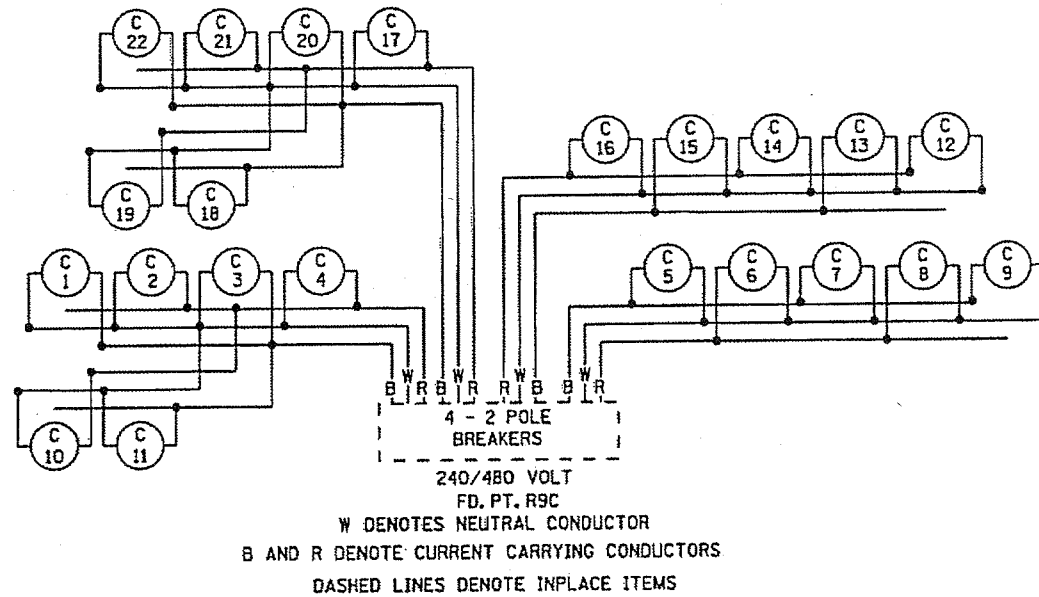 C 22 C 21 C 20 C 17
C 16 C 15 C 14 C 13 C 12
C 19 C 18
C 1 C 2 C 3 C 4
C 5 C 6 C 7 C 8 C 9
B W R B W R R W B B W R
4 - 2 POLE
BREAKERS
C 10 C 11
240/480 VOLT
FD. PT. R9C
W DENOTES NEUTRAL CONDUCTOR
B AND R DENOTE CURRENT CARRYING CONDUCTORS
DASHED LINES DENOTE INPLACE ITEMS